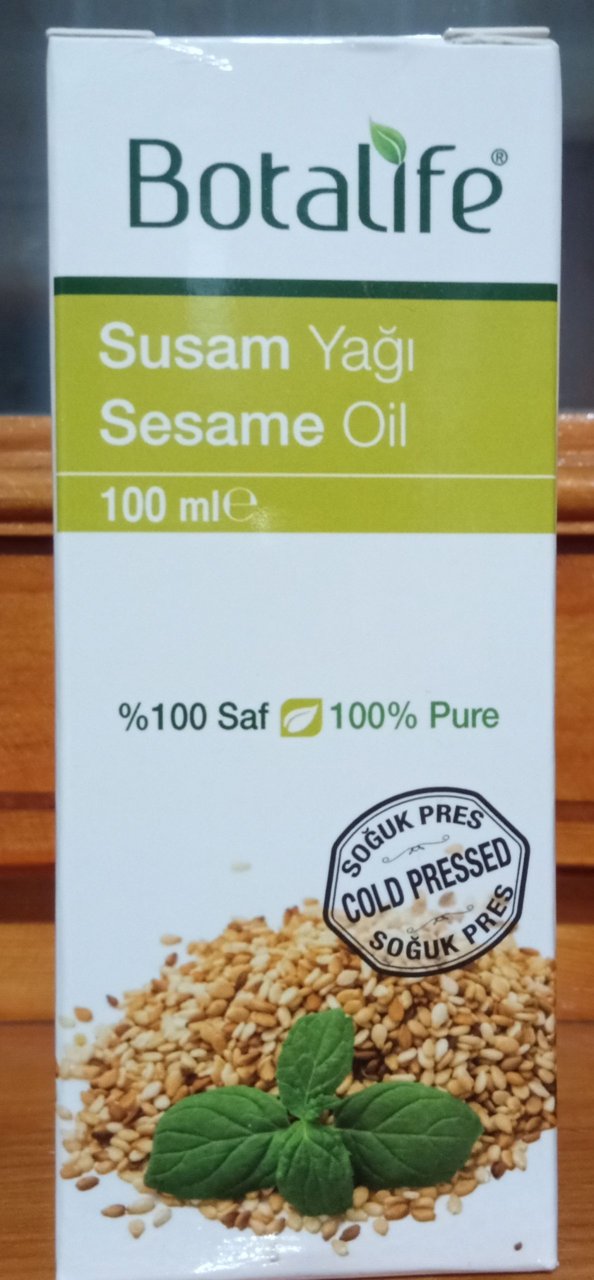 Botalife®
Susam Yağı
Sesame Oil
100 ml ℮
%100 Saf 100% Pure
SOĞUK PRES
COLD PRESSED
SOĞUK PRES